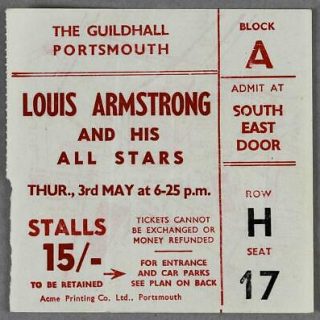 THE GUILDHALL
PORTSMOUTH
LOUIS ARMSTRONG
AND HIS
ALL STARS
THUR., 3rd MAY at 6-25 p.m.
STALLS
15/-
TO BE RETAINED
TICKETS CANNOT
BE EXCHANGED OR
MONEY REFUNDED
FOR ENTRANCE
AND CAR PARKS
SEE PLAN ON BACK
Acme Printing Co. Ltd., Portsmouth
BLOCK
A
ADMIT AT
SOUTH
EAST
DOOR
ROW
H
SEAT
17